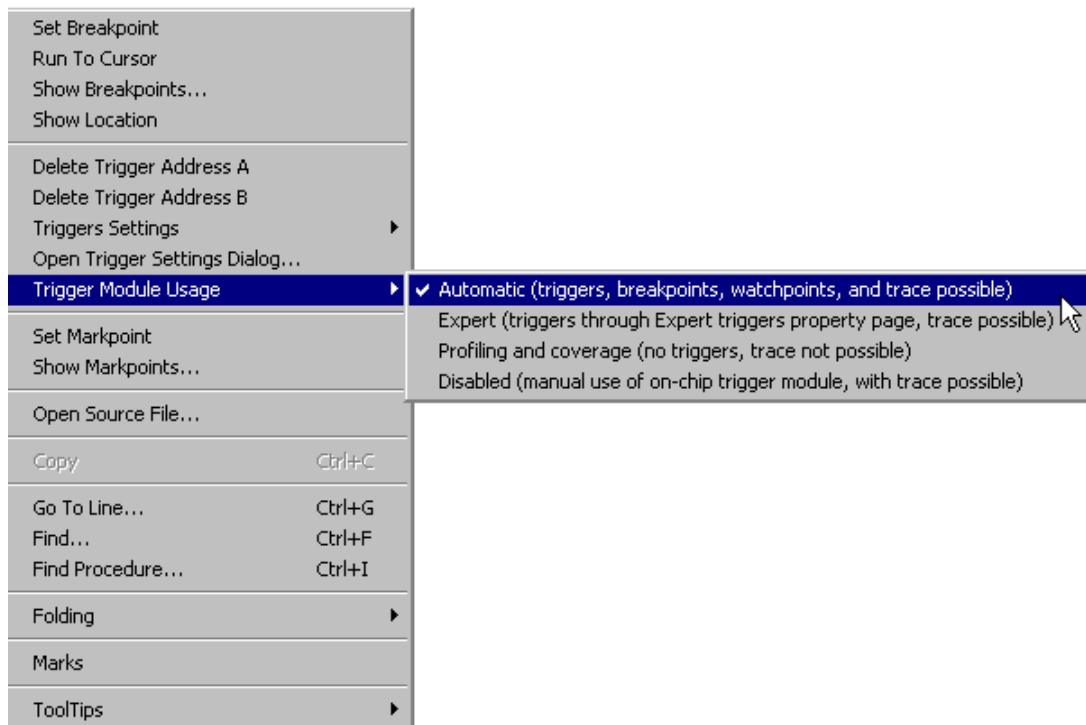 Set Breakpoint
Run To Cursor
Show Breakpoints...
Show Location
Delete Trigger Address A
Delete Trigger Address B
Triggers Settings
Open Trigger Settings Dialog...
Trigger Module Usage
Automatic (triggers, breakpoints, watchpoints, and trace possible)
Expert (triggers through Expert triggers property page, trace possible)
Profiling and coverage (no triggers, trace not possible)
Disabled (manual use of on-chip trigger module, with trace possible)
Set Markpoint
Show Markpoints...
Open Source File...
Copy Ctrl+C
Go To Line... Ctrl+G
Find... Ctrl+F
Find Procedure... Ctrl+I
Folding
Marks
ToolTips